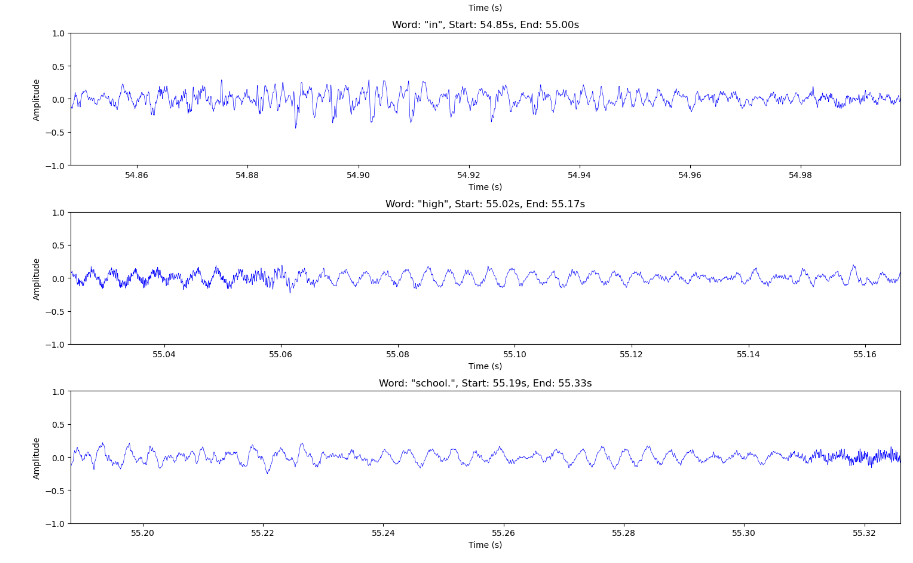 Time (s)
Word: "in", Start: 54.85s, End: 55.00s
1.0
0.5
0.0
−0.5
−1.0
Amplitude
54.86 54.88 54.90 54.92 54.94 54.96 54.98
Time (s)
Word: "high", Start: 55.02s, End: 55.17s
1.0
0.5
0.0
−0.5
−1.0
Amplitude
55.04 55.06 55.08 55.10 55.12 55.14 55.16
Time (s)
Word: "school.", Start: 55.19s, End: 55.33s
1.0
0.5
0.0
−0.5
−1.0
Amplitude
55.20 55.22 55.24 55.26 55.28 55.30 55.32
Time (s)